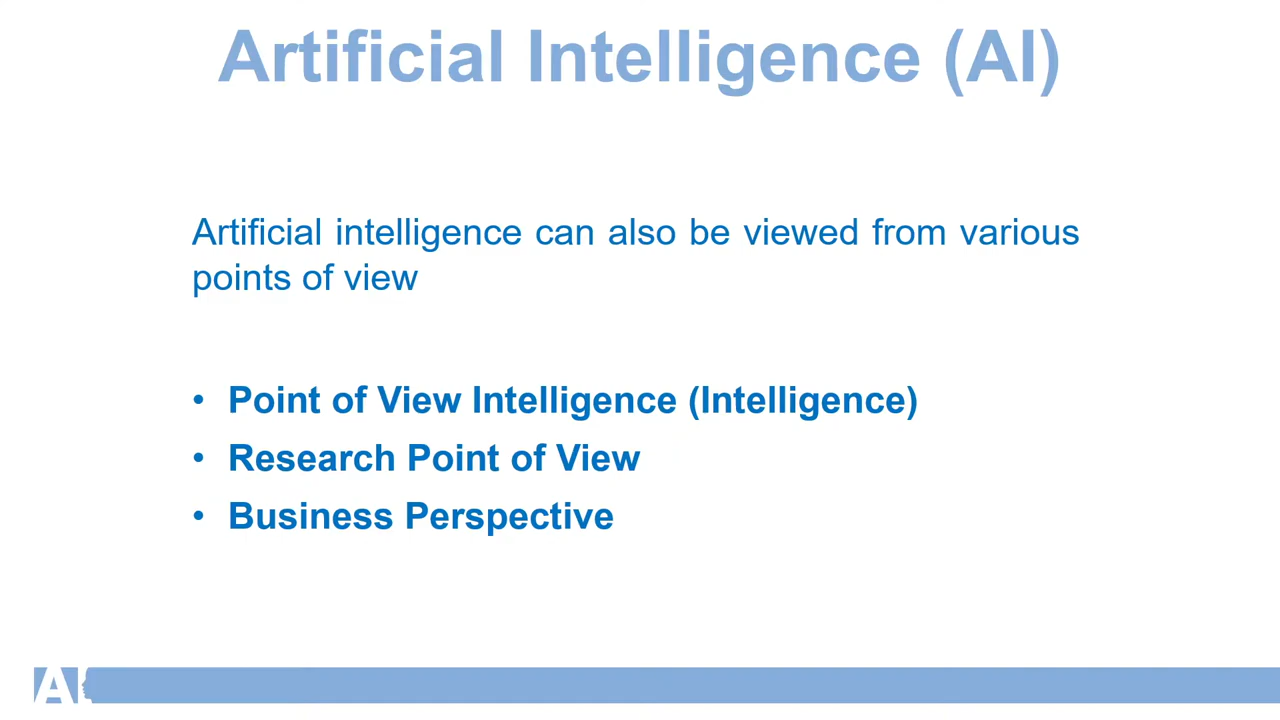 Artificial Intelligence (AI)
Artificial intelligence can also be viewed from various
points of view
• Point of View Intelligence (Intelligence)
• Research Point of View
• Business Perspective
AI